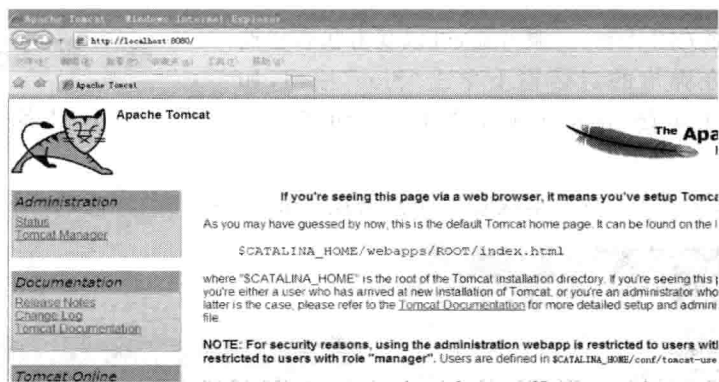 Apache Tomcat - Windows Internet Explorer
http://localhost:8080/
Apache Tomcat
Apache Tomcat
The Apa
Administration
Status
Tomcat Manager
Documentation
Release Notes
Change Log
Tomcat Documentation
Tomcat Online
If you're seeing this page via a web browser, it means you've setup Tomca
As you may have guessed by now, this is the default Tomcat home page. It can be found on the l
$CATALINA_HOME/webapps/ROOT/index.html
where "$CATALINA_HOME" is the root of the Tomcat installation directory. If you're seeing this
you're either a user who has arrived at new installation of Tomcat, or you're an administrator who
latter is the case, please refer to the Tomcat Documentation for more detailed setup and admini
file.
NOTE: For security reasons, using the administration webapp is restricted to users wit
restricted to users with role "manager". Users are defined in $CATALINA_HOME/conf/tomcat-use